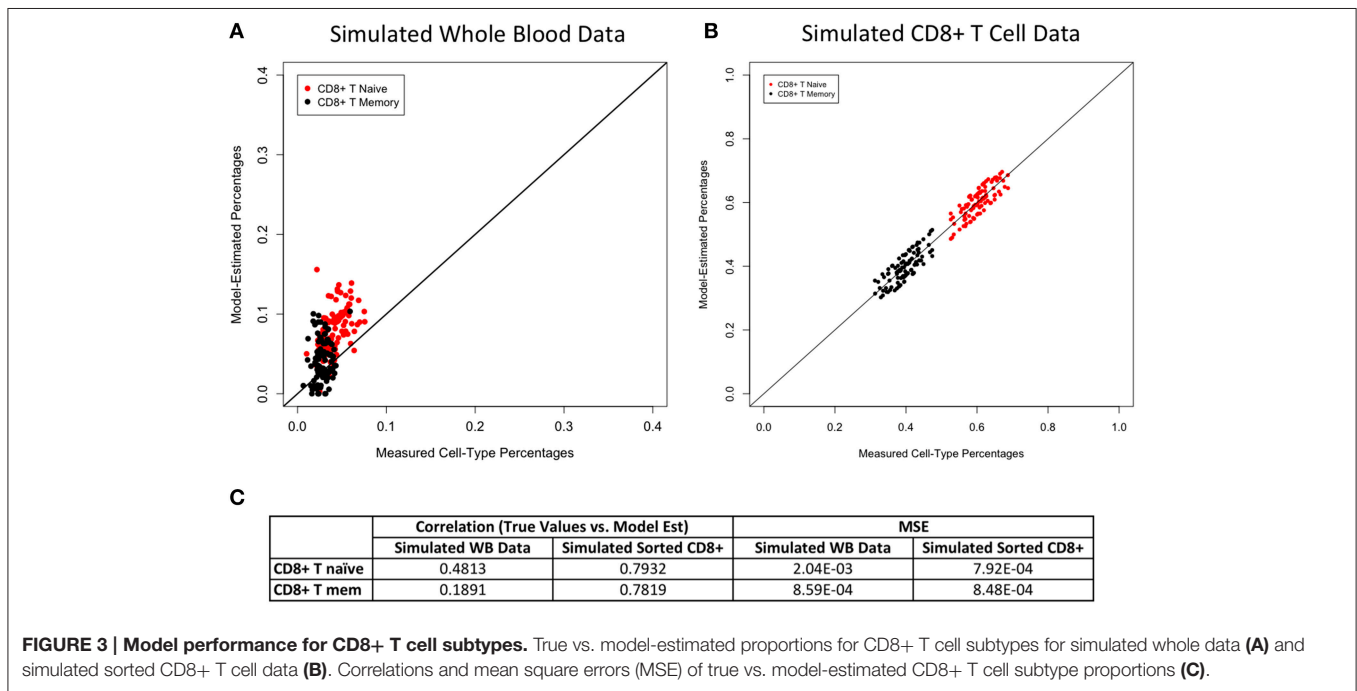 A
Simulated Whole Blood Data
CD8+ T Naive
CD8+ T Memory
Model-Estimated Percentages
0.4
0.3
0.2
0.1
0.0
0.0 0.1 0.2 0.3 0.4
Measured Cell-Type Percentages
B
Simulated CD8+ T Cell Data
CD8+ T Naive
CD8+ T Memory
Model-Estimated Percentages
1.0
0.8
0.6
0.4
0.2
0.0
0.0 0.2 0.4 0.6 0.8 1.0
Measured Cell-Type Percentages
C
Correlation (True Values vs. Model Est) MSE
Simulated WB Data Simulated Sorted CD8+ Simulated WB Data Simulated Sorted CD8+
CD8+ T naïve 0.4813 0.7932 2.04E-03 7.92E-04
CD8+ T mem 0.1891 0.7819 8.59E-04 8.48E-04
FIGURE 3 | Model performance for CD8+ T cell subtypes. True vs. model-estimated proportions for CD8+ T cell subtypes for simulated whole data (A) and
simulated sorted CD8+ T cell data (B). Correlations and mean square errors (MSE) of true vs. model-estimated CD8+ T cell subtype proportions (C).